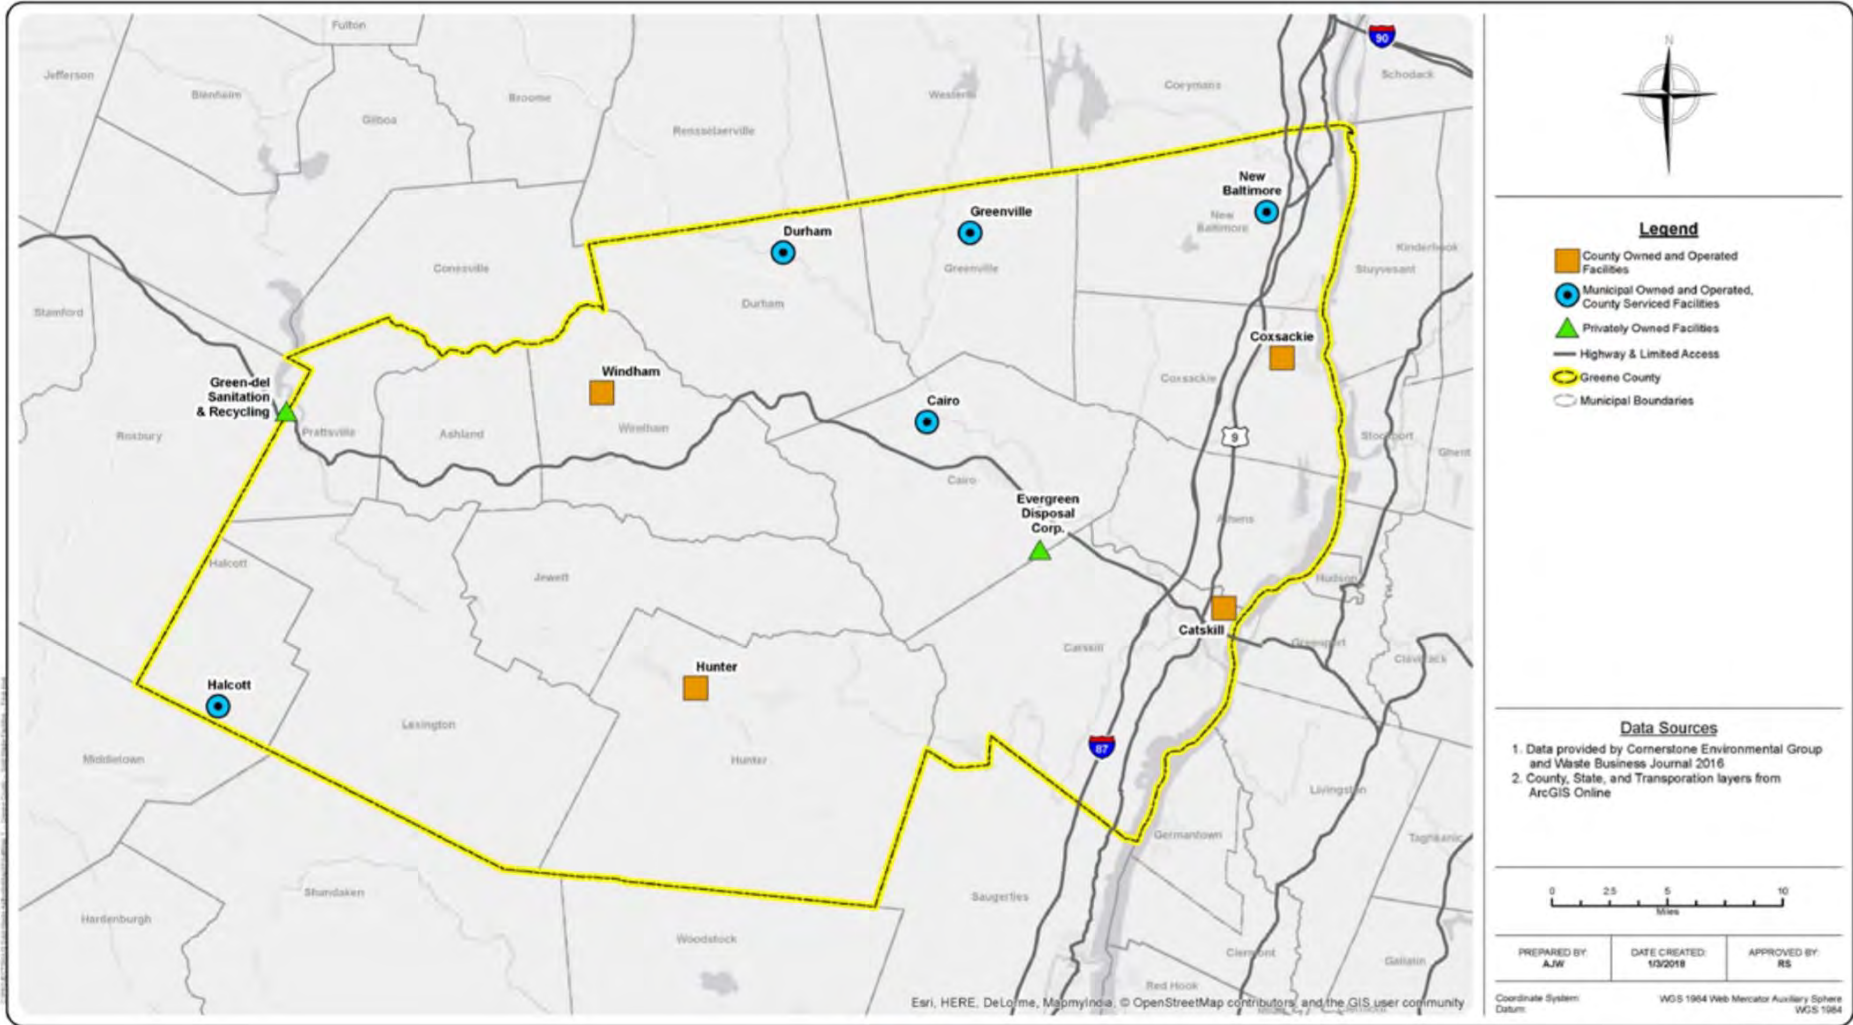 Fulton
90
Jefferson
Schodack
Blenheim
Broome
Westerlo
Coeymans
Gilboa
Rensselaerville
New
Baltimore
Greenville
New
Baltimore
Durham
Kinderhook
Conesville
Greenville
Stuyvesant
Durham
Stamford
Coxsackie
Windham
Coxsackie
Green-del
Sanitation
& Recycling
Cairo
Prattsville
Ashland
Windham
Roxbury
9
Stockport
Ghent
Cairo
Evergreen
Disposal
Corp.
Athens
Halcott
Jewett
Hudson
Catskill
Greenport
Catskill
Claverack
Hunter
Halcott
Lexington
87
Middletown
Hunter
Livingston
Germantown
Taghkanic
Shandaken
Saugerties
Hardenburgh
Woodstock
Clermont
Gallatin
Red Hook
Esri, HERE, DeLorme, MapmyIndia, © OpenStreetMap contributors, and the GIS user community
N
Legend
County Owned and Operated
Facilities
Municipal Owned and Operated,
County Serviced Facilities
Privately Owned Facilities
Highway & Limited Access
Greene County
Municipal Boundaries
Data Sources
1. Data provided by Cornerstone Environmental Group
and Waste Business Journal 2016
2. County, State, and Transporation layers from
ArcGIS Online
0 2.5 5 10
Miles
PREPARED BY: DATE CREATED: APPROVED BY:
AJW 1/3/2018 RS
Coordinate System: WGS 1984 Web Mercator Auxiliary Sphere
Datum: WGS 1984